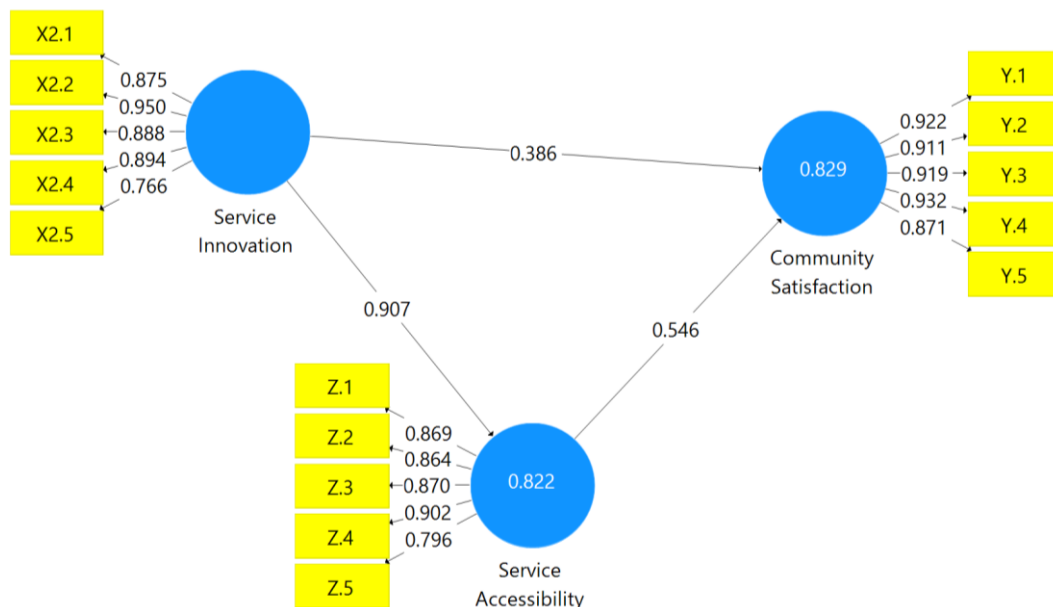 X2.1
X2.2
X2.3
X2.4
X2.5
0.875
0.950
0.888
0.894
0.766
Service
Innovation
0.386
0.907
0.546
0.829
Community
Satisfaction
0.922
0.911
0.919
0.932
0.871
Y.1
Y.2
Y.3
Y.4
Y.5
Z.1
Z.2
Z.3
Z.4
Z.5
0.869
0.864
0.870
0.902
0.796
0.822
Service
Accessibility